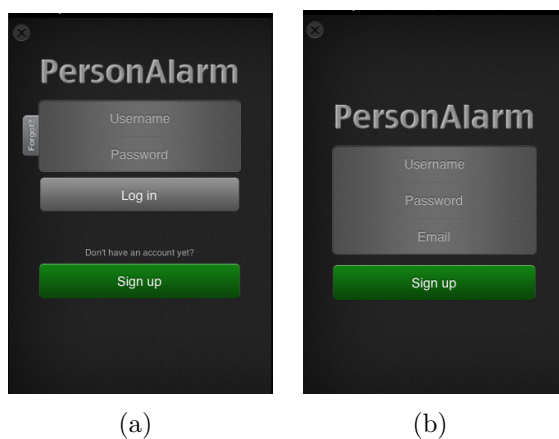 PersonAlarm
Username
Forgot?
Password
Log in
Don't have an account yet?
Sign up
(a)
PersonAlarm
Username
Password
Email
Sign up
(b)